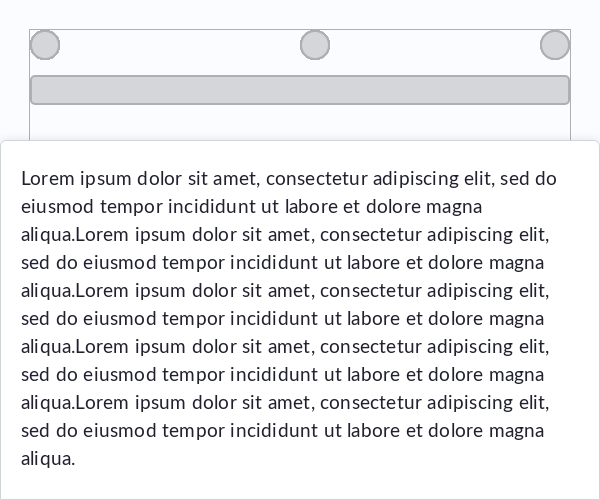 Lorem ipsum dolor sit amet, consectetur adipiscing elit, sed do
eiusmod tempor incididunt ut labore et dolore magna
aliqua.Lorem ipsum dolor sit amet, consectetur adipiscing elit,
sed do eiusmod tempor incididunt ut labore et dolore magna
aliqua.Lorem ipsum dolor sit amet, consectetur adipiscing elit,
sed do eiusmod tempor incididunt ut labore et dolore magna
aliqua.Lorem ipsum dolor sit amet, consectetur adipiscing elit,
sed do eiusmod tempor incididunt ut labore et dolore magna
aliqua.Lorem ipsum dolor sit amet, consectetur adipiscing elit,
sed do eiusmod tempor incididunt ut labore et dolore magna
aliqua.